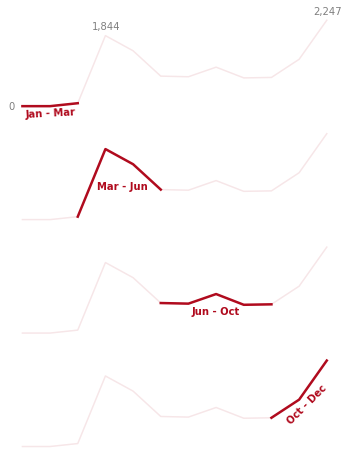 2,247
1,844
0
Jan - Mar
Mar - Jun
Jun - Oct
Oct - Dec